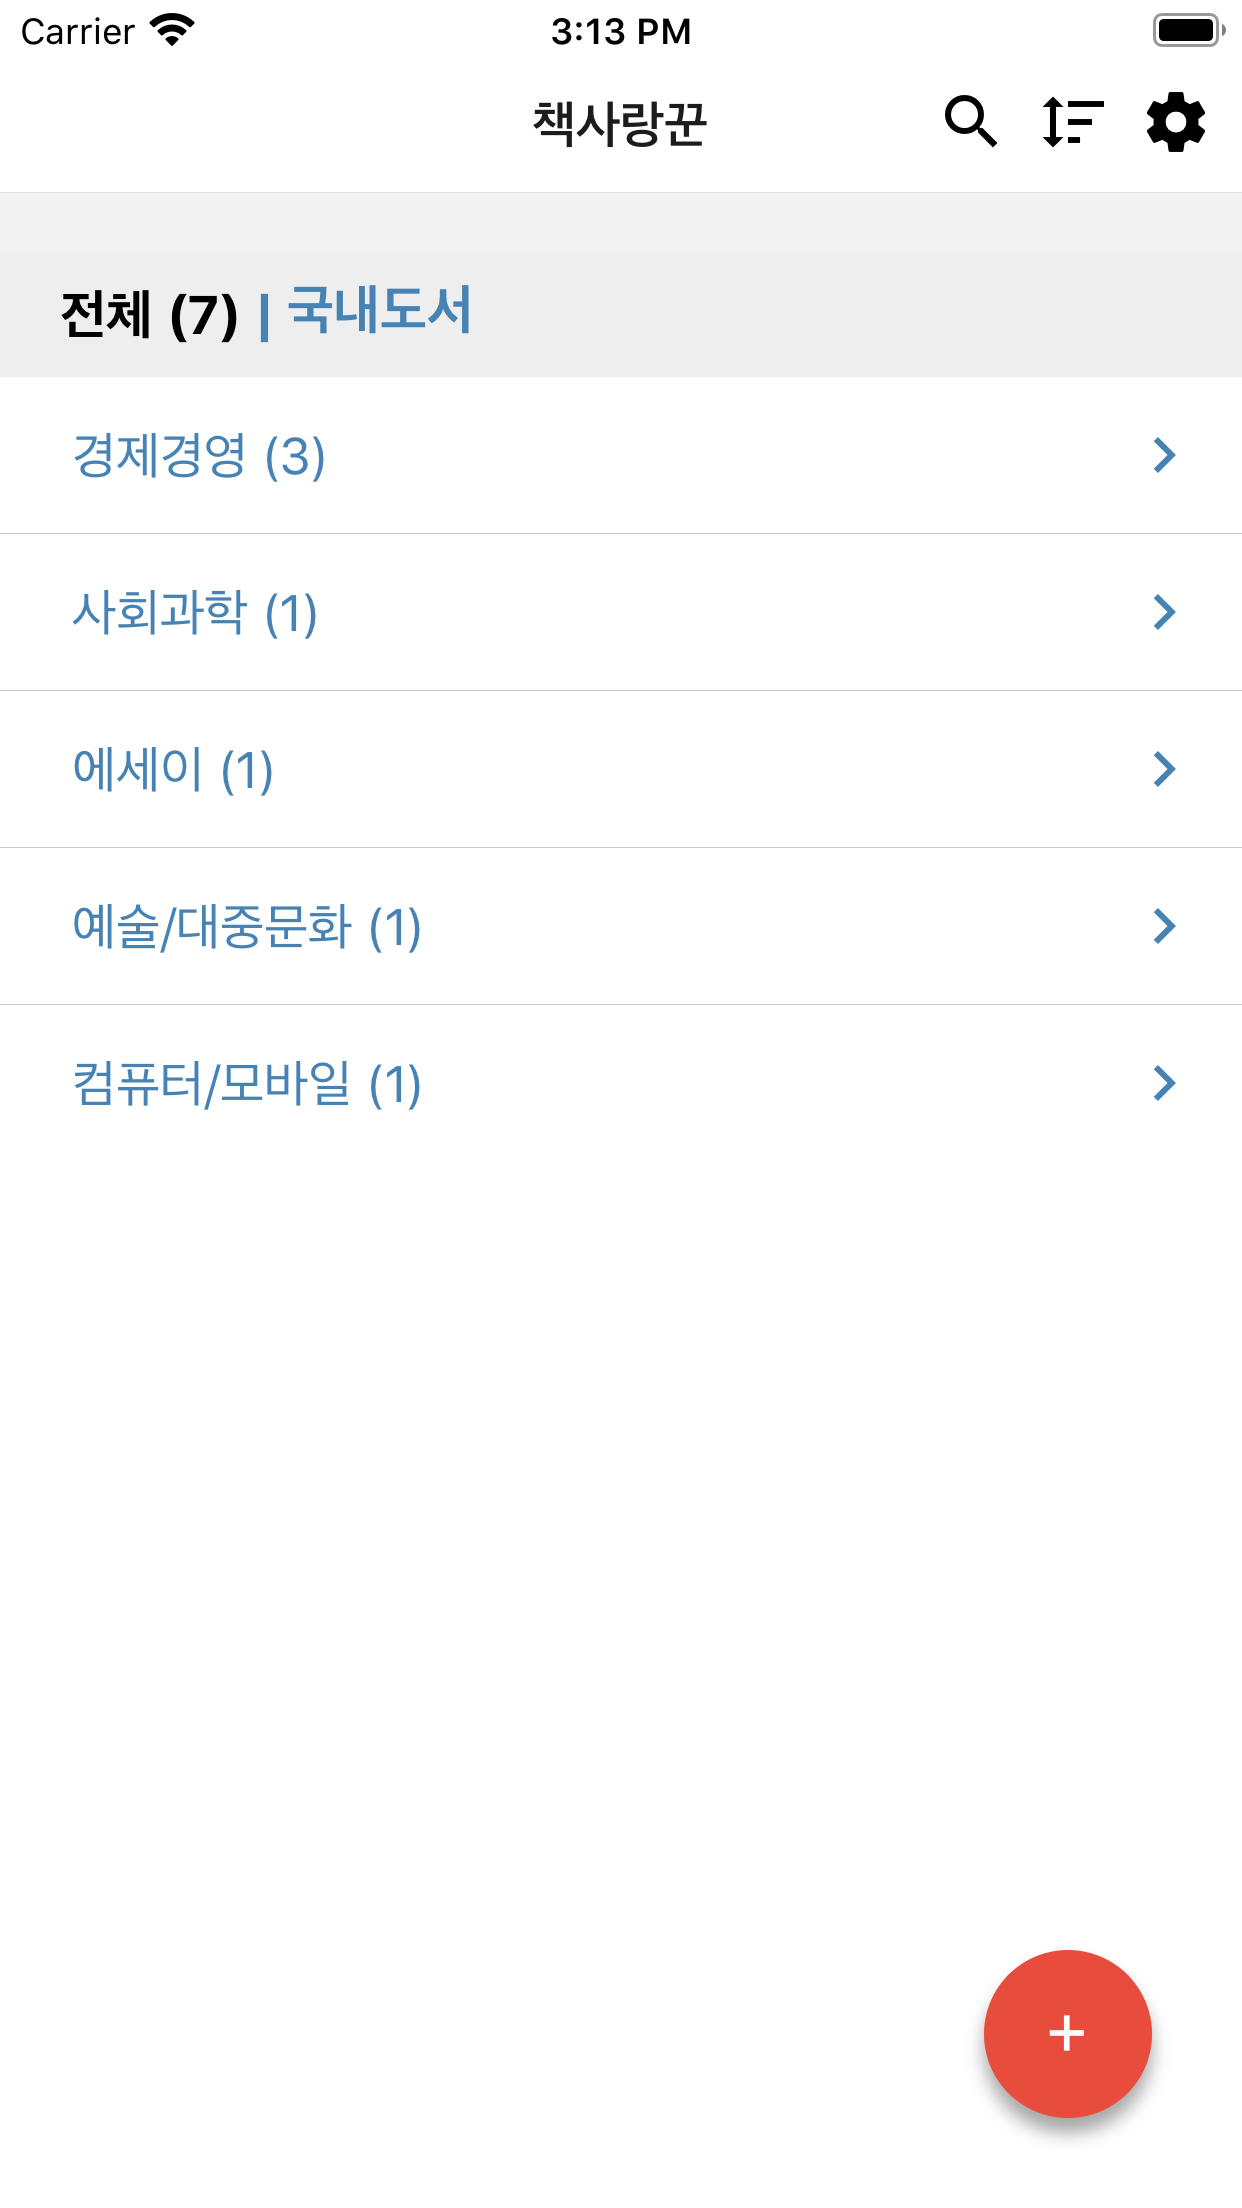 Carrier 3:13 PM
책사랑꾼
전체 (7) | 국내도서
경제경영 (3)
사회과학 (1)
에세이 (1)
예술/대중문화 (1)
컴퓨터/모바일 (1)
+